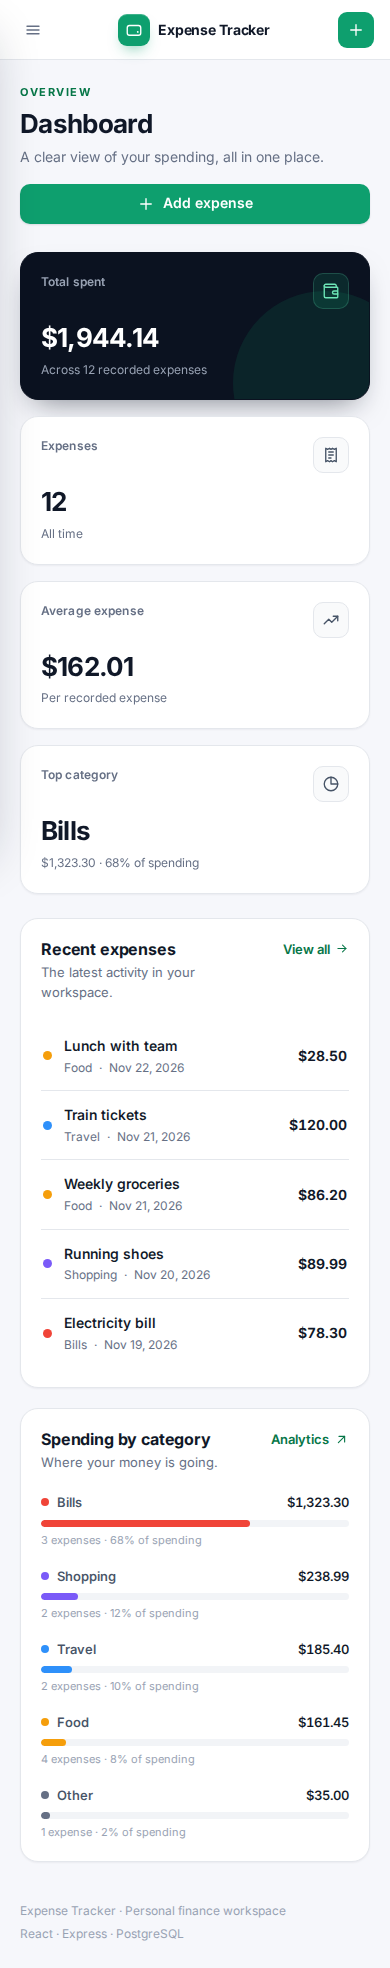 Expense Tracker
OVERVIEW
Dashboard
A clear view of your spending, all in one place.
Add expense
Total spent
$1,944.14
Across 12 recorded expenses
Expenses
12
All time
Average expense
$162.01
Per recorded expense
Top category
Bills
$1,323.30 · 68% of spending
Recent expenses
View all →
The latest activity in your
workspace.
Lunch with team
Food · Nov 22, 2026
$28.50
Train tickets
Travel · Nov 21, 2026
$120.00
Weekly groceries
Food · Nov 21, 2026
$86.20
Running shoes
Shopping · Nov 20, 2026
$89.99
Electricity bill
Bills · Nov 19, 2026
$78.30
Spending by category
Analytics ↗
Where your money is going.
Bills $1,323.30
3 expenses · 68% of spending
Shopping $238.99
2 expenses · 12% of spending
Travel $185.40
2 expenses · 10% of spending
Food $161.45
4 expenses · 8% of spending
Other $35.00
1 expense · 2% of spending
Expense Tracker · Personal finance workspace
React · Express · PostgreSQL